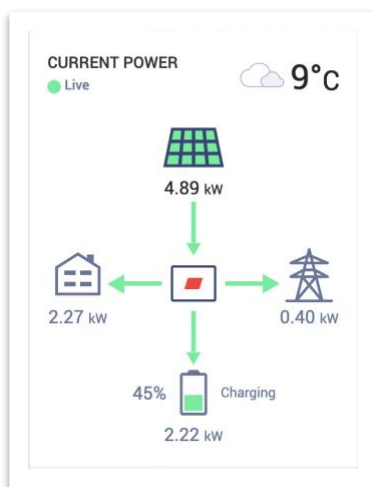 CURRENT POWER
Live
9°C
4.89 kW
2.27 kW
0.40 kW
45%
Charging
2.22 kW